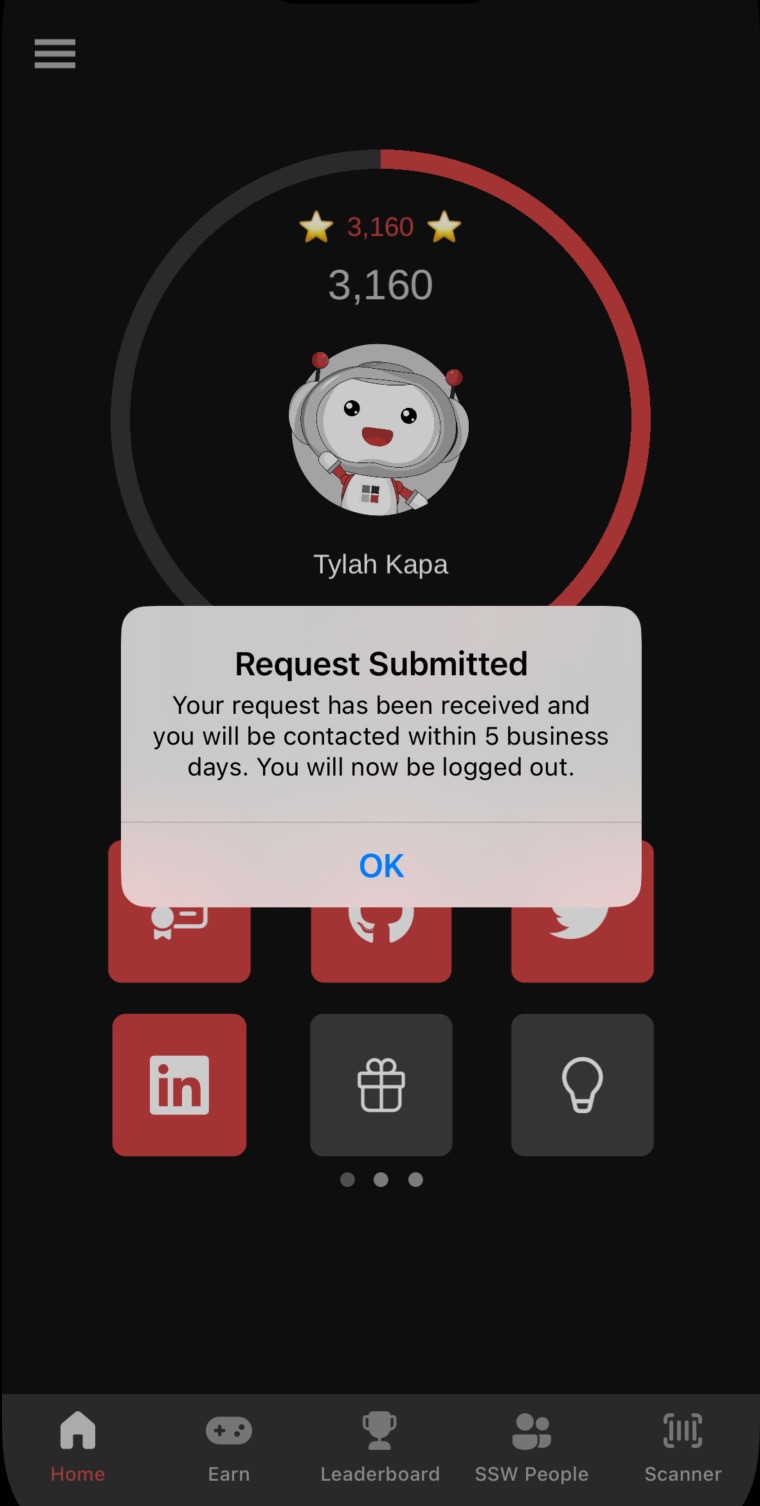 3,160
3,160
Tylah Kapa
Request Submitted
Your request has been received and
you will be contacted within 5 business
days. You will now be logged out.
OK
in
Home
Earn
Leaderboard
SSW People
Scanner